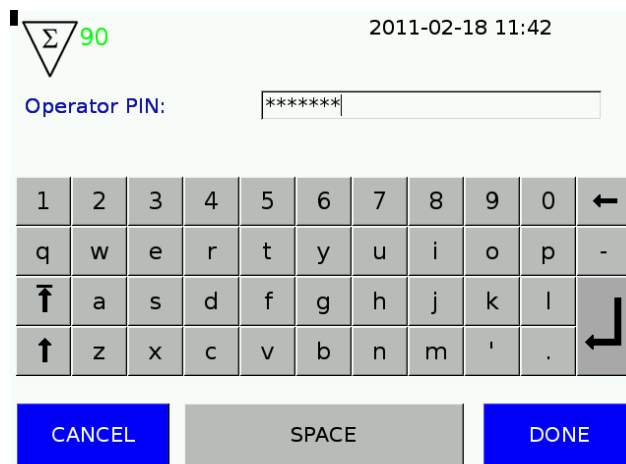 Σ 90 2011-02-18 11:42
Operator PIN: *******
1 2 3 4 5 6 7 8 9 0 ←
q w e r t y u i o p -
a s d f g h j k l
z x c v b n m ' .
CANCEL SPACE DONE